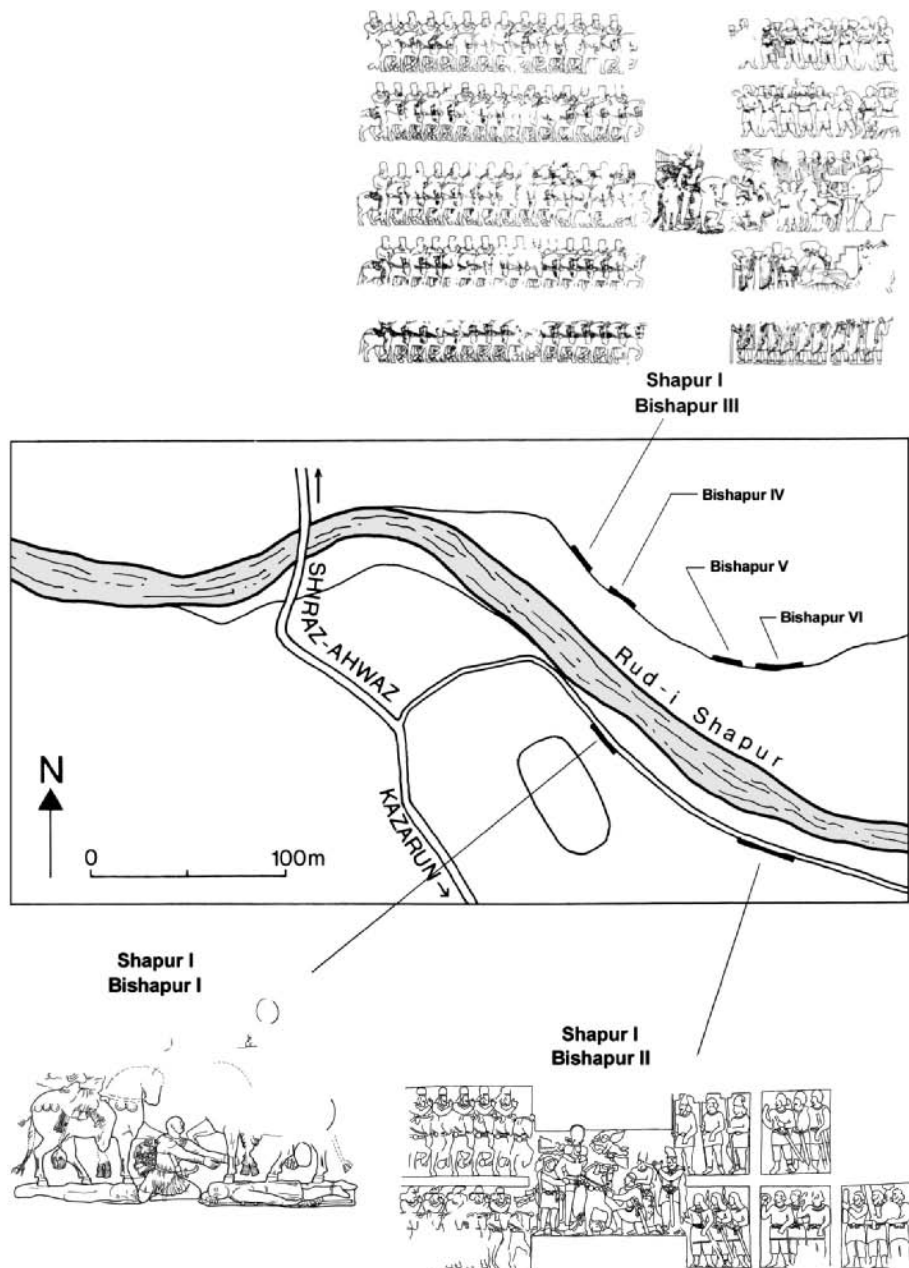 Shapur I
Bishapur III
Bishapur IV
Bishapur V
Bishapur VI
SHIRAZ-AHWAZ
Rud-i Shapur
N
0 100m
KAZARUN
Shapur I
Bishapur I
Shapur I
Bishapur II